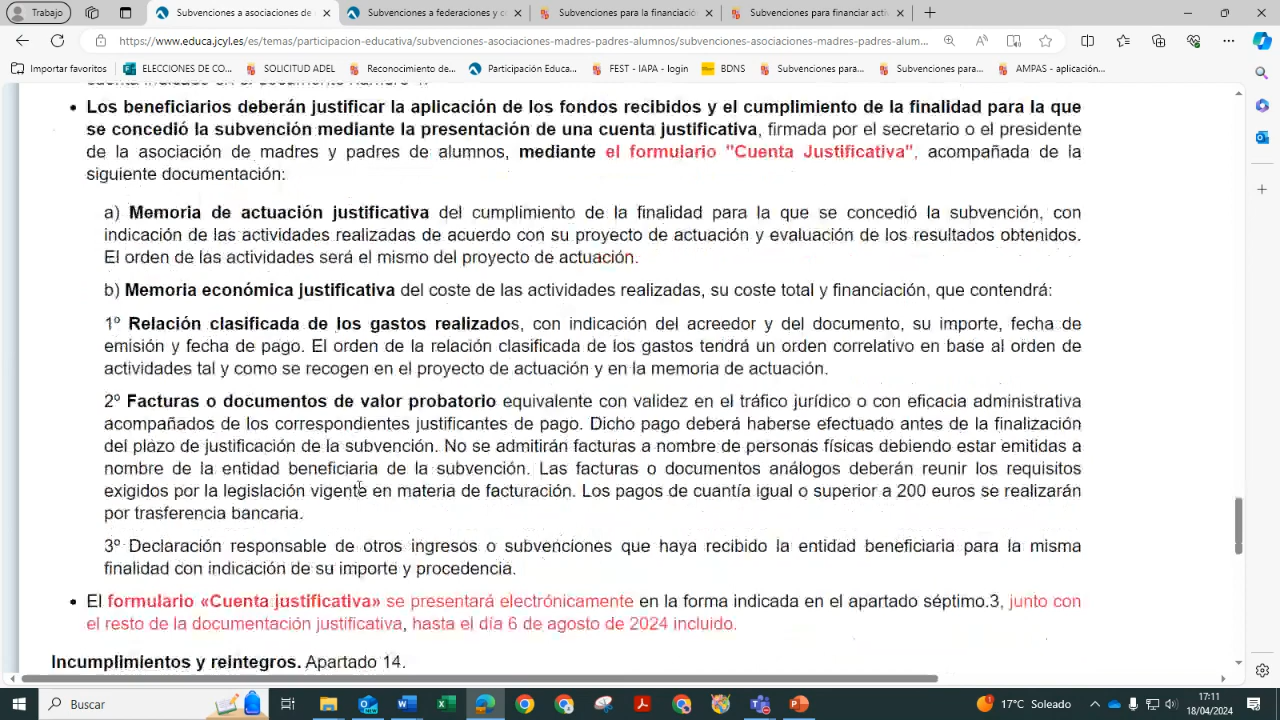 Trabajo
Subvenciones a asociaciones de
Subvenciones a federaciones y c
Subvenciones para la financiació
Subvenciones para financiar acti
https://www.educa.jcyl.es/es/temas/participacion-educativa/subvenciones-asociaciones-madres-padres-alumnos/subvenciones-asociaciones-madres-padres-alum...
Importar favoritos
ELECCIONES DE CO...
SOLICITUD ADEL
Reconocimiento de...
Participación Educa...
FEST - IAPA - login
BDNS
Subvenciones para...
Subvenciones para...
AMPAS - aplicación...
Los beneficiarios deberán justificar la aplicación de los fondos recibidos y el cumplimiento de la finalidad para la que
se concedió la subvención mediante la presentación de una cuenta justificativa, firmada por el secretario o el presidente
de la asociación de madres y padres de alumnos, mediante el formulario "Cuenta Justificativa", acompañada de la
siguiente documentación:
a) Memoria de actuación justificativa del cumplimiento de la finalidad para la que se concedió la subvención, con
indicación de las actividades realizadas de acuerdo con su proyecto de actuación y evaluación de los resultados obtenidos.
El orden de las actividades será el mismo del proyecto de actuación.
b) Memoria económica justificativa del coste de las actividades realizadas, su coste total y financiación, que contendrá:
1º Relación clasificada de los gastos realizados, con indicación del acreedor y del documento, su importe, fecha de
emisión y fecha de pago. El orden de la relación clasificada de los gastos tendrá un orden correlativo en base al orden de
actividades tal y como se recogen en el proyecto de actuación y en la memoria de actuación.
2º Facturas o documentos de valor probatorio equivalente con validez en el tráfico jurídico o con eficacia administrativa
acompañados de los correspondientes justificantes de pago. Dicho pago deberá haberse efectuado antes de la finalización
del plazo de justificación de la subvención. No se admitirán facturas a nombre de personas físicas debiendo estar emitidas a
nombre de la entidad beneficiaria de la subvención. Las facturas o documentos análogos deberán reunir los requisitos
exigidos por la legislación vigente en materia de facturación. Los pagos de cuantía igual o superior a 200 euros se realizarán
por trasferencia bancaria.
3º Declaración responsable de otros ingresos o subvenciones que haya recibido la entidad beneficiaria para la misma
finalidad con indicación de su importe y procedencia.
El formulario «Cuenta justificativa» se presentará electrónicamente en la forma indicada en el apartado séptimo.3, junto con
el resto de la documentación justificativa, hasta el día 6 de agosto de 2024 incluido.
Incumplimientos y reintegros. Apartado 14.
Buscar
17°C Soleado
17:11
18/04/2024